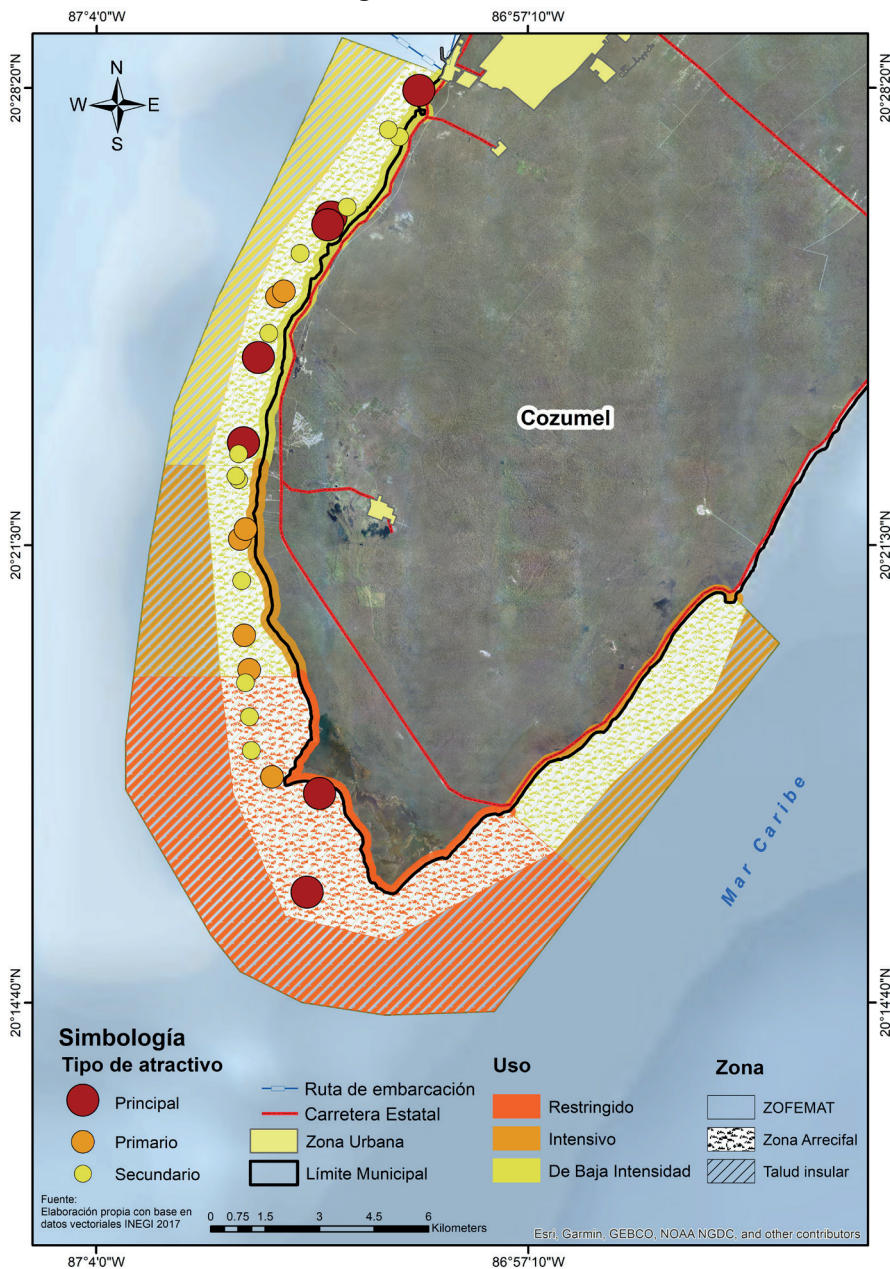 87°4'0"W
86°57'10"W
20°28'20"N
20°28'20"N
N
W
E
S
Cozumel
20°21'30"N
20°21'30"N
Mar Caribe
20°14'40"N
20°14'40"N
Simbología
Tipo de atractivo
Principal
Primario
Secundario
Ruta de embarcación
Carretera Estatal
Zona Urbana
Límite Municipal
Uso
Restringido
Intensivo
De Baja Intensidad
Zona
ZOFEMAT
Zona Arrecifal
Talud insular
Fuente:
Elaboración propia con base en
datos vectoriales INEGI 2017
0 0.75 1.5 3 4.5 6
Kilometers
Esri, Garmin, GEBCO, NOAA NGDC, and other contributors
87°4'0"W
86°57'10"W